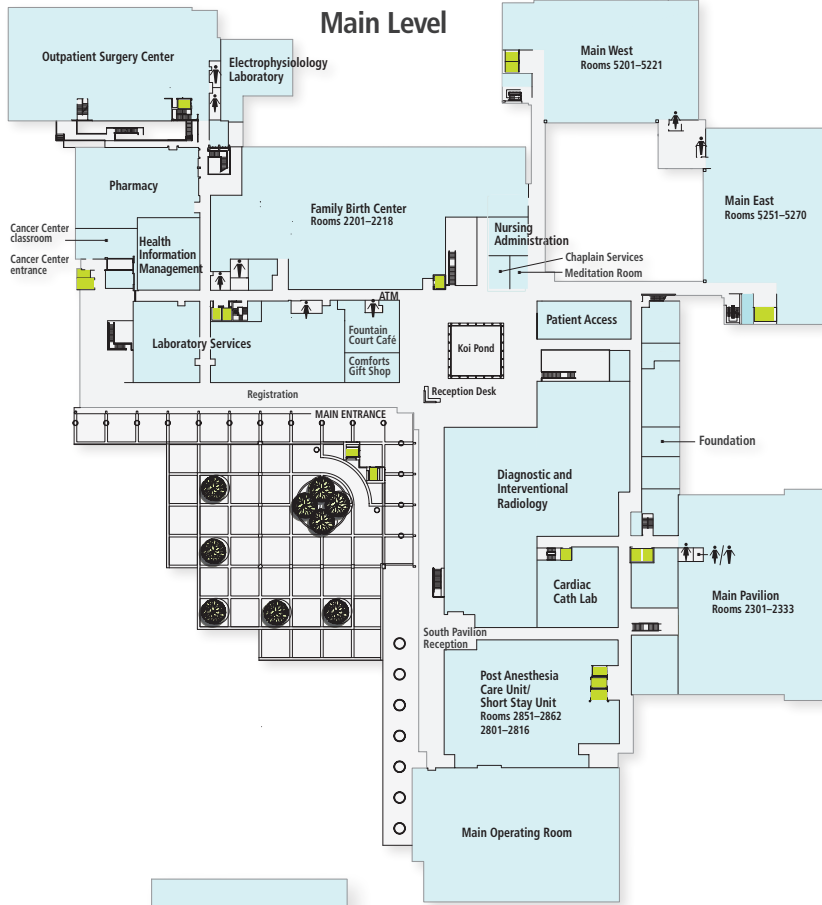 Main Level
Outpatient Surgery Center
Electrophysiolology
Laboratory
Main West
Rooms 5201–5221
Pharmacy
Family Birth Center
Rooms 2201–2218
Main East
Rooms 5251–5270
Cancer Center
classroom
Cancer Center
entrance
Health
Information
Management
Nursing
Administration
Chaplain Services
Meditation Room
ATM
Laboratory Services
Fountain
Court Café
Comforts
Gift Shop
Koi Pond
Patient Access
Registration
Reception Desk
MAIN ENTRANCE
Foundation
Diagnostic and
Interventional
Radiology
Cardiac
Cath Lab
Main Pavilion
Rooms 2301–2333
South Pavilion
Reception
Post Anesthesia
Care Unit/
Short Stay Unit
Rooms 2851–2862
2801–2816
Main Operating Room